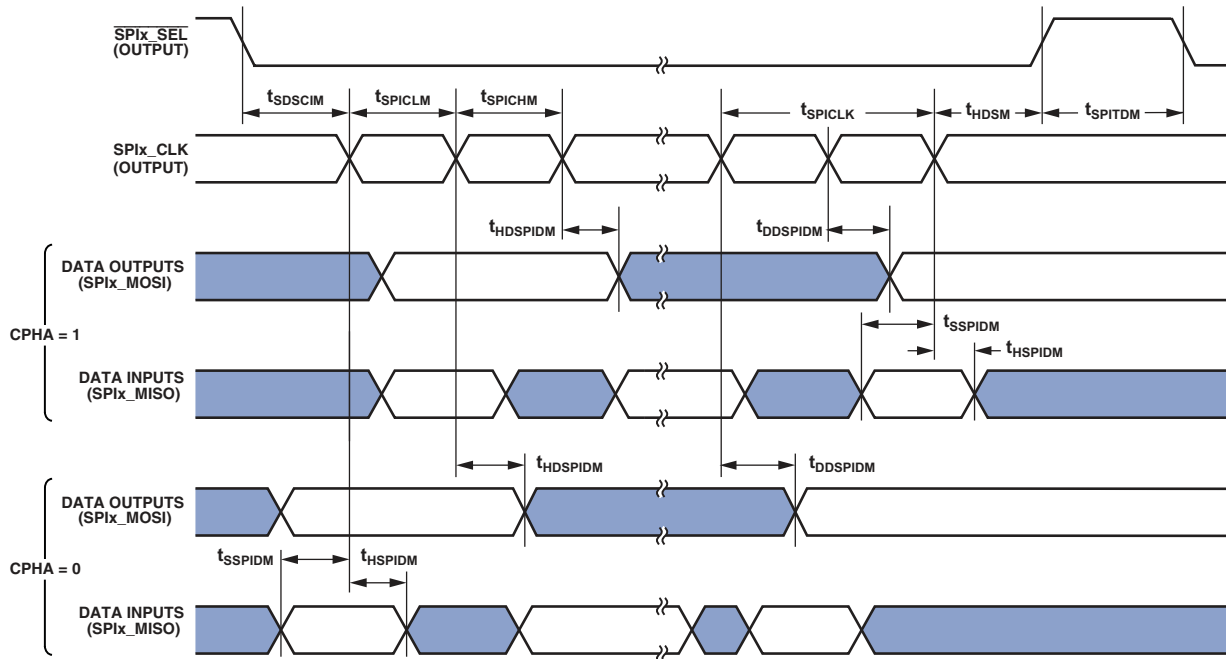 SPIx_SEL
(OUTPUT)
tSDSCIM
tSPICLM
tSPICHM
tSPICLK
tHDSM
tSPITDM
SPIx_CLK
(OUTPUT)
tHDSPIDM
tDDSPIDM
DATA OUTPUTS
(SPIx_MOSI)
CPHA = 1
tSSPIDM
tHSPIDM
DATA INPUTS
(SPIx_MISO)
tHDSPIDM
tDDSPIDM
DATA OUTPUTS
(SPIx_MOSI)
CPHA = 0
tSSPIDM
tHSPIDM
DATA INPUTS
(SPIx_MISO)